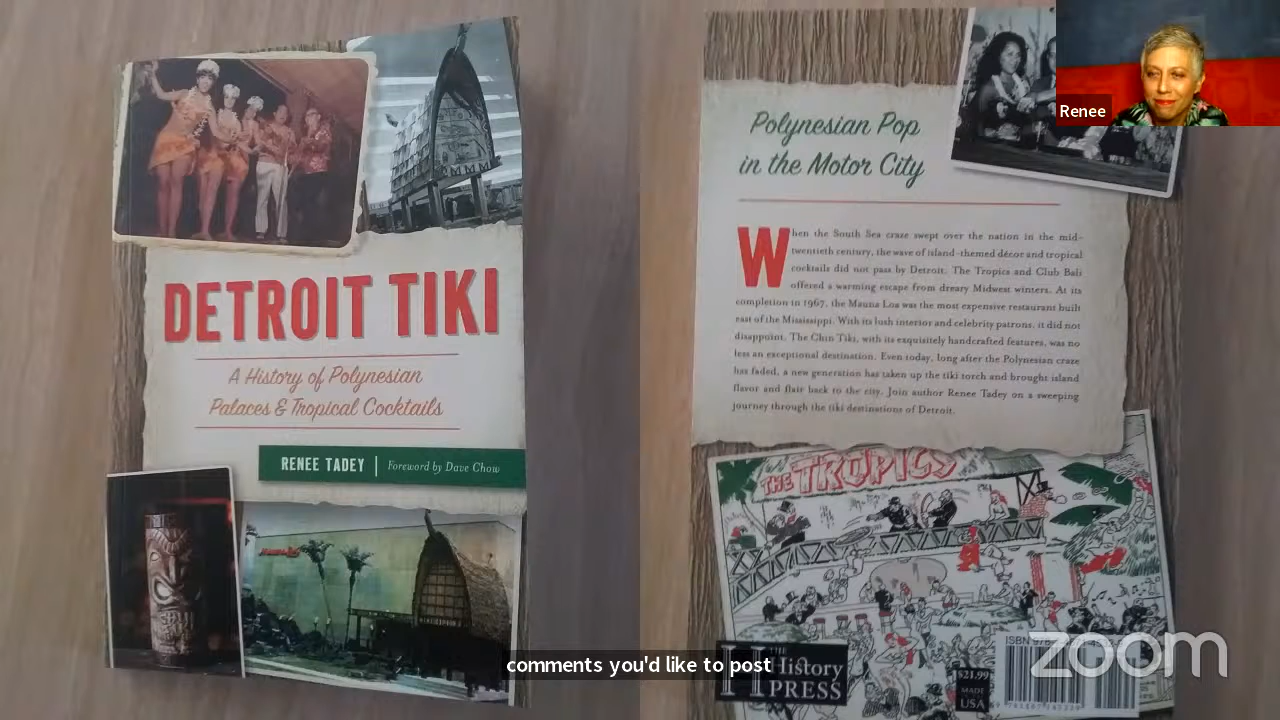 DETROIT TIKI
A History of Polynesian
Palaces & Tropical Cocktails
RENEE TADEY | Foreword by Dave Chow
Polynesian Pop
in the Motor City
When the South Sea craze swept over the nation in the mid-
twentieth century, the wave of island-themed décor and tropical
cocktails did not pass by Detroit. The Tropics and Club Bali
offered a warming escape from dreary Midwest winters. At its
completion in 1967, the Mauna Loa was the most expensive restaurant built
east of the Mississippi. With its lush interior and celebrity patrons, it did not
disappoint. The Chin Tiki, with its exquisitely handcrafted features, was no
less an exceptional destination. Even today, long after the Polynesian craze
has faded, a new generation has taken up the tiki torch and brought island
flavor and flair back to the city. Join author Renee Tadey on a sweeping
journey through the tiki destinations of Detroit.
THE TROPICS
H THE
History
PRESS
$21.99
MADE
IN
USA
ISBN 978
Renee
comments you'd like to post
zoom